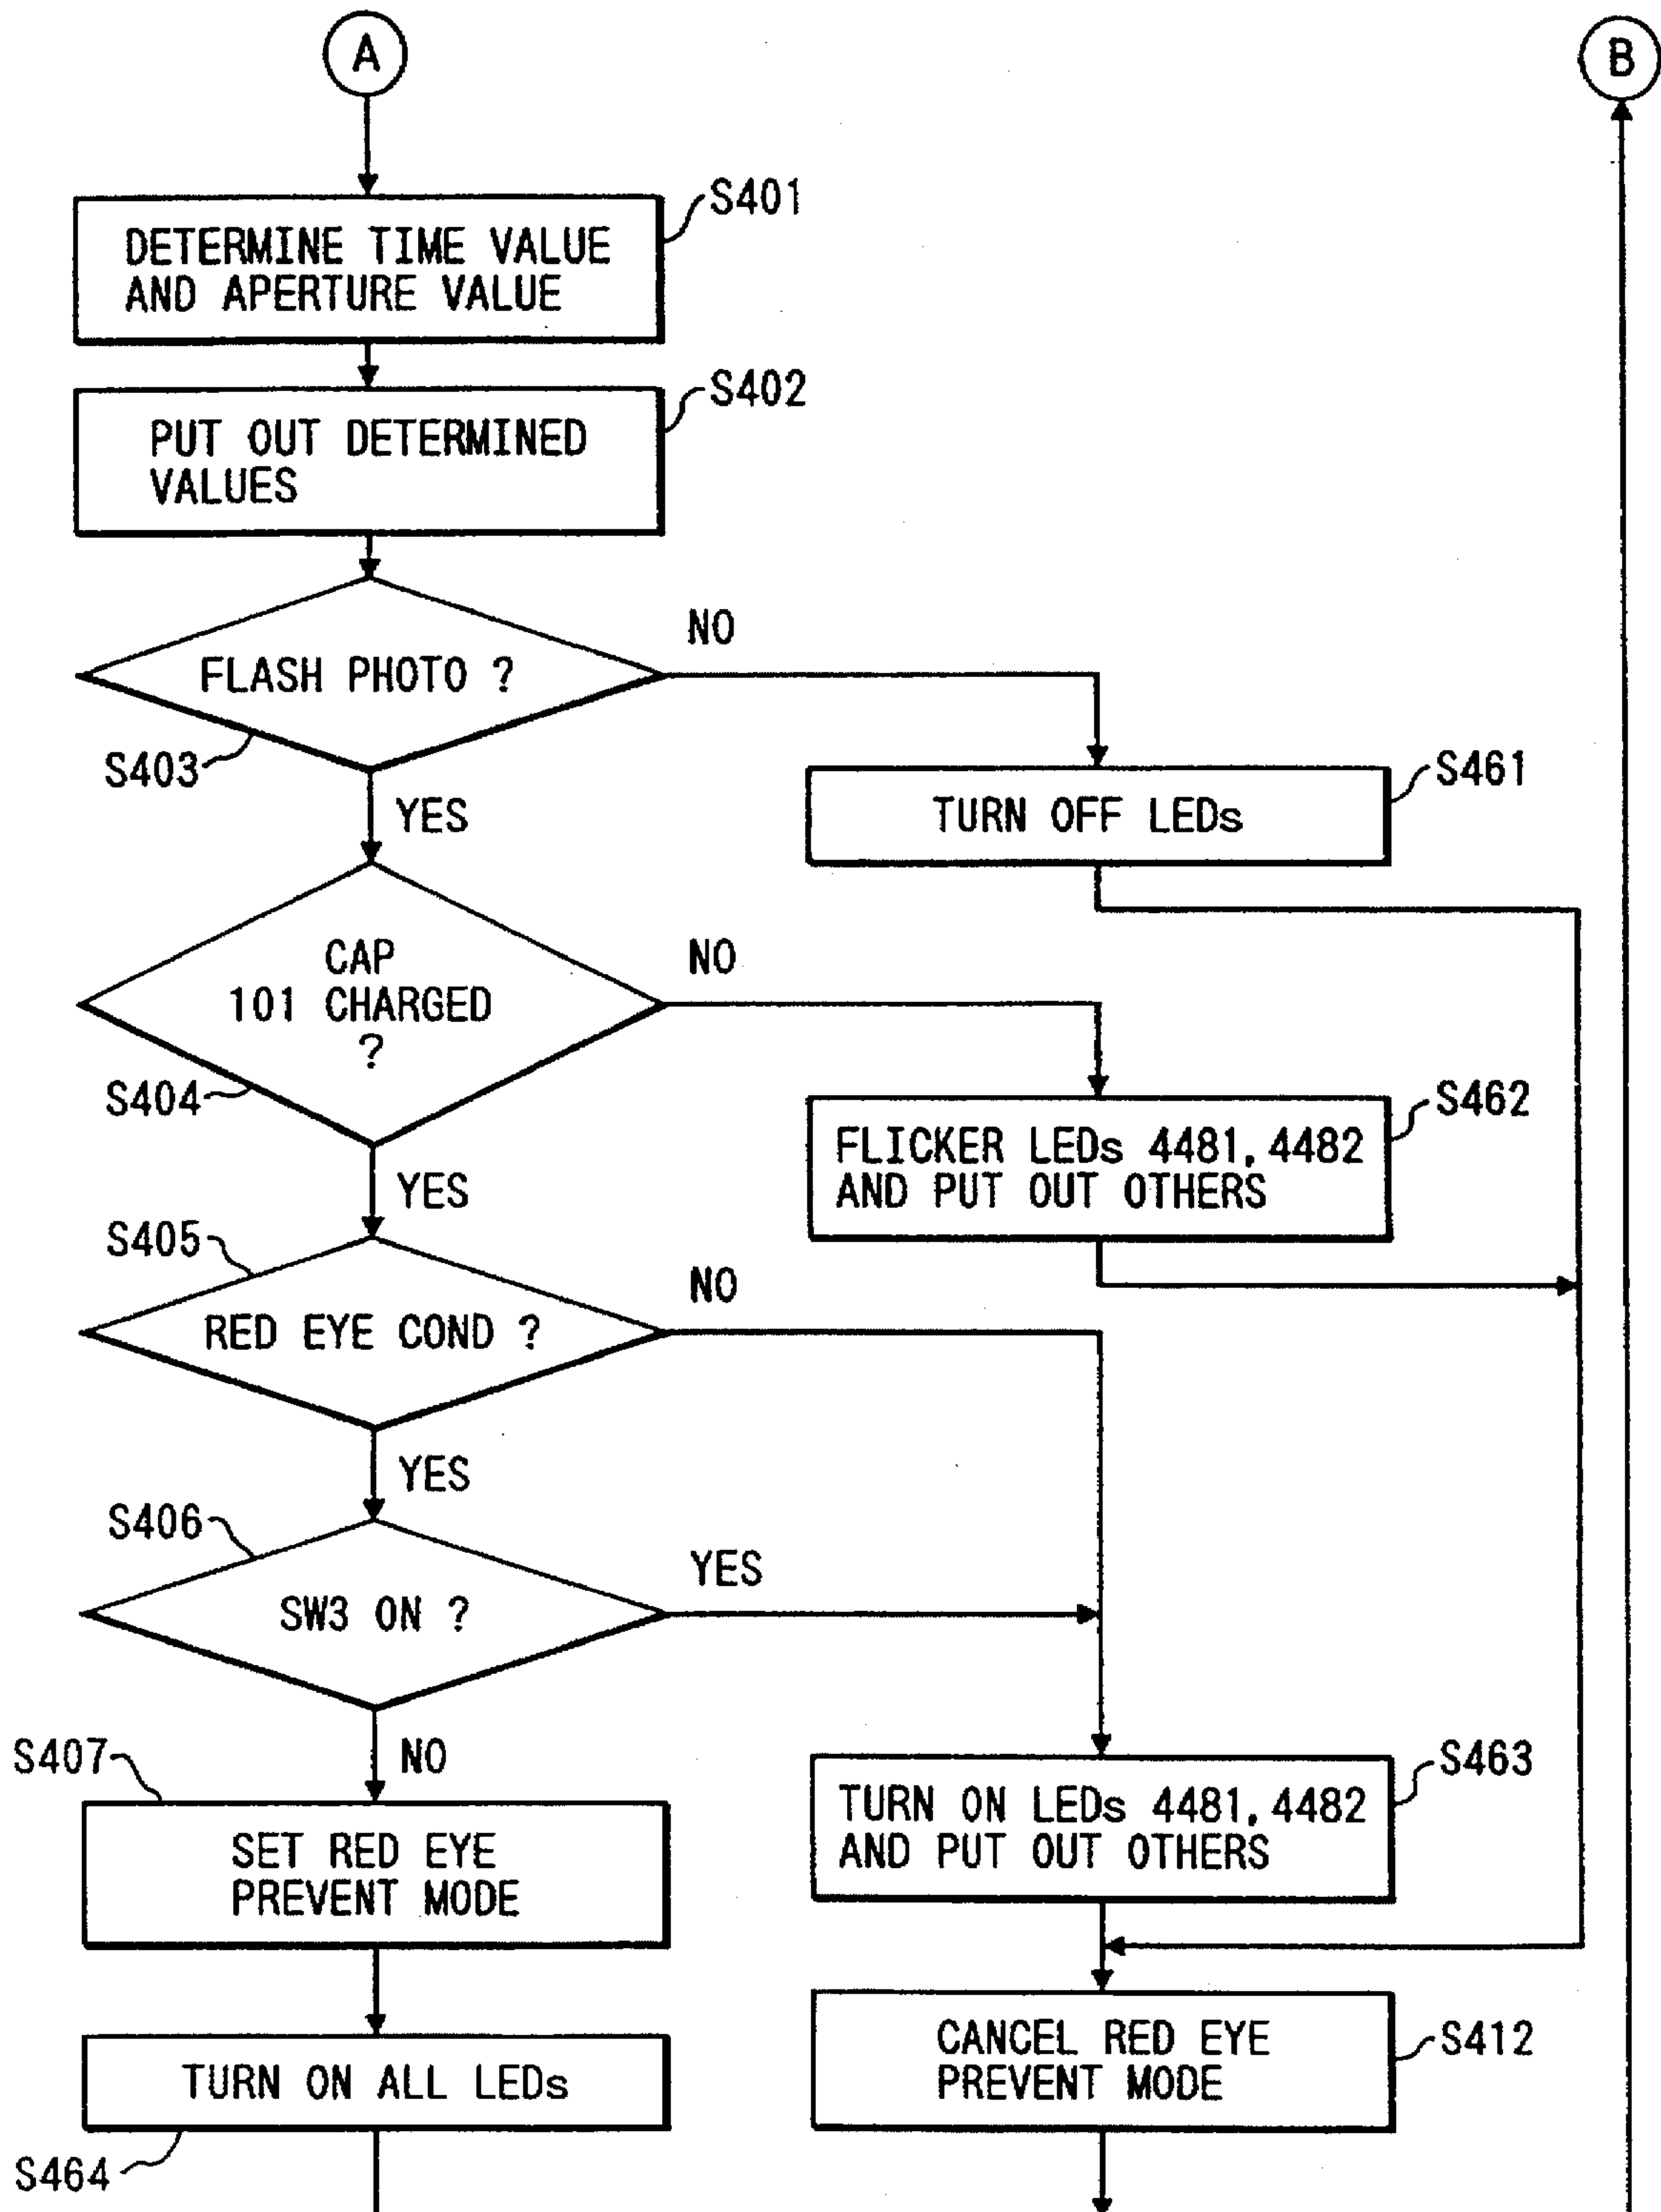 A
B
S401
DETERMINE TIME VALUE
AND APERTURE VALUE
S402
PUT OUT DETERMINED
VALUES
NO
FLASH PHOTO ?
S403
YES
S461
TURN OFF LEDs
CAP
101 CHARGED
?
NO
S404
YES
S462
FLICKER LEDs 4481, 4482
AND PUT OUT OTHERS
S405
NO
RED EYE COND ?
YES
S406
YES
SW3 ON ?
NO
S407
SET RED EYE
PREVENT MODE
S463
TURN ON LEDs 4481, 4482
AND PUT OUT OTHERS
S412
CANCEL RED EYE
PREVENT MODE
TURN ON ALL LEDs
S464